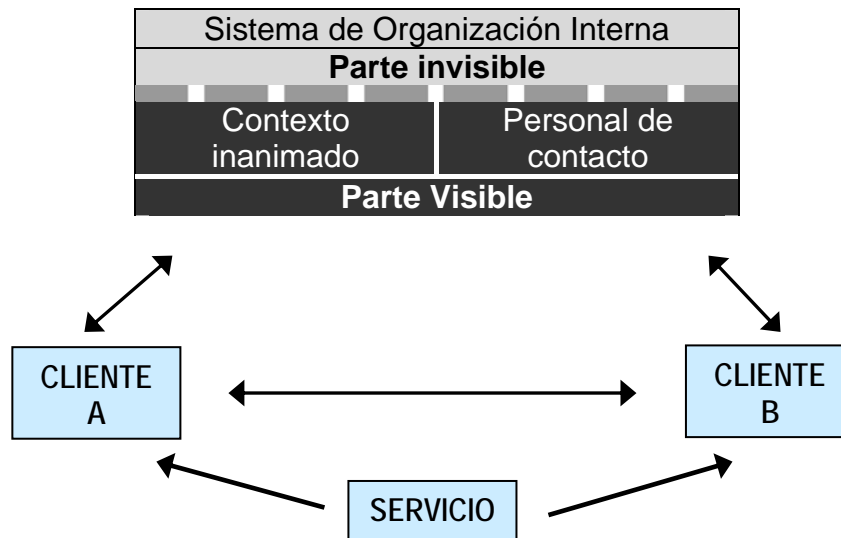 Sistema de Organización Interna
Parte invisible
Contexto
inanimado
Personal de
contacto
Parte Visible
CLIENTE
A
CLIENTE
B
SERVICIO